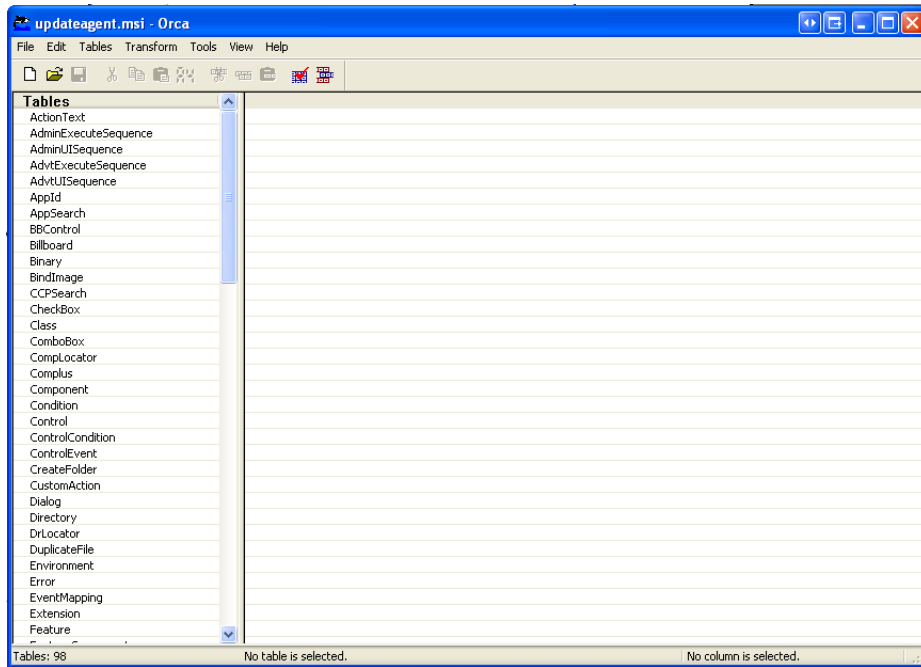 updateagent.msi - Orca
File Edit Tables Transform Tools View Help
Tables
ActionText
AdminExecuteSequence
AdminUISequence
AdvtExecuteSequence
AdvtUISequence
AppId
AppSearch
BBControl
Billboard
Binary
BindImage
CCPSearch
CheckBox
Class
ComboBox
CompLocator
Complus
Component
Condition
Control
ControlCondition
ControlEvent
CreateFolder
CustomAction
Dialog
Directory
DrLocator
DuplicateFile
Environment
Error
EventMapping
Extension
Feature
Tables: 98 No table is selected. No column is selected.